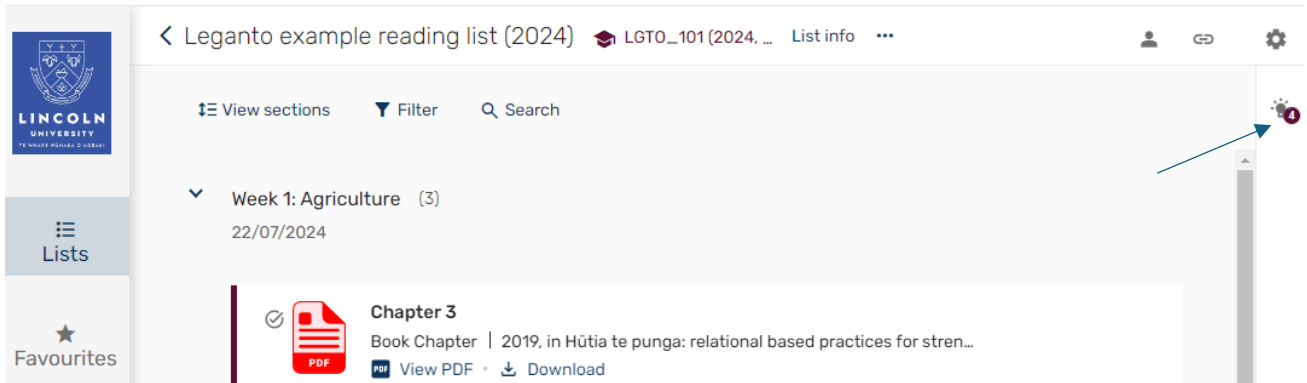 Leganto example reading list (2024) LGTO_101 (2024, ... List info ...
LINCOLN
UNIVERSITY
TE WHARE WĀNAKA O AORAKI
View sections Filter Search
4
Week 1: Agriculture (3)
22/07/2024
Lists
Chapter 3
Book Chapter | 2019, in Hūtia te punga: relational based practices for stren...
PDF
PDF View PDF • Download
Favourites